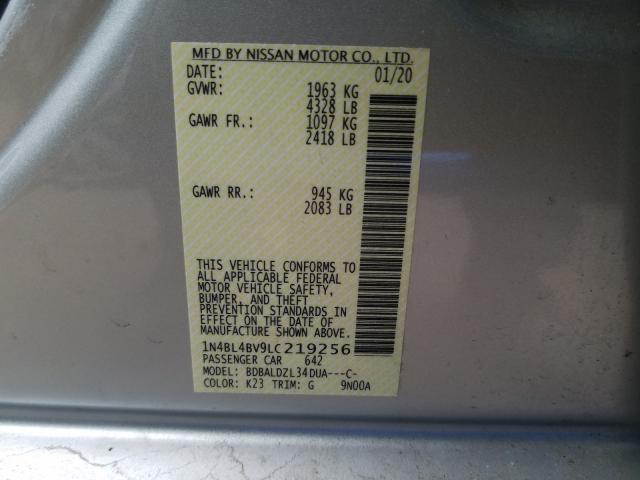 MFD BY NISSAN MOTOR CO., LTD.
DATE: 01/20
GVWR: 1963 KG
4328 LB
GAWR FR.: 1097 KG
2418 LB
GAWR RR.: 945 KG
2083 LB
THIS VEHICLE CONFORMS TO
ALL APPLICABLE FEDERAL
MOTOR VEHICLE SAFETY,
BUMPER, AND THEFT
PREVENTION STANDARDS IN
EFFECT ON THE DATE OF
MANUFACTURE SHOWN ABOVE.
1N4BL4BV9LC219256
PASSENGER CAR 642
MODEL: BDBALDZL34DUA---C-
COLOR: K23 TRIM: G 9N00A